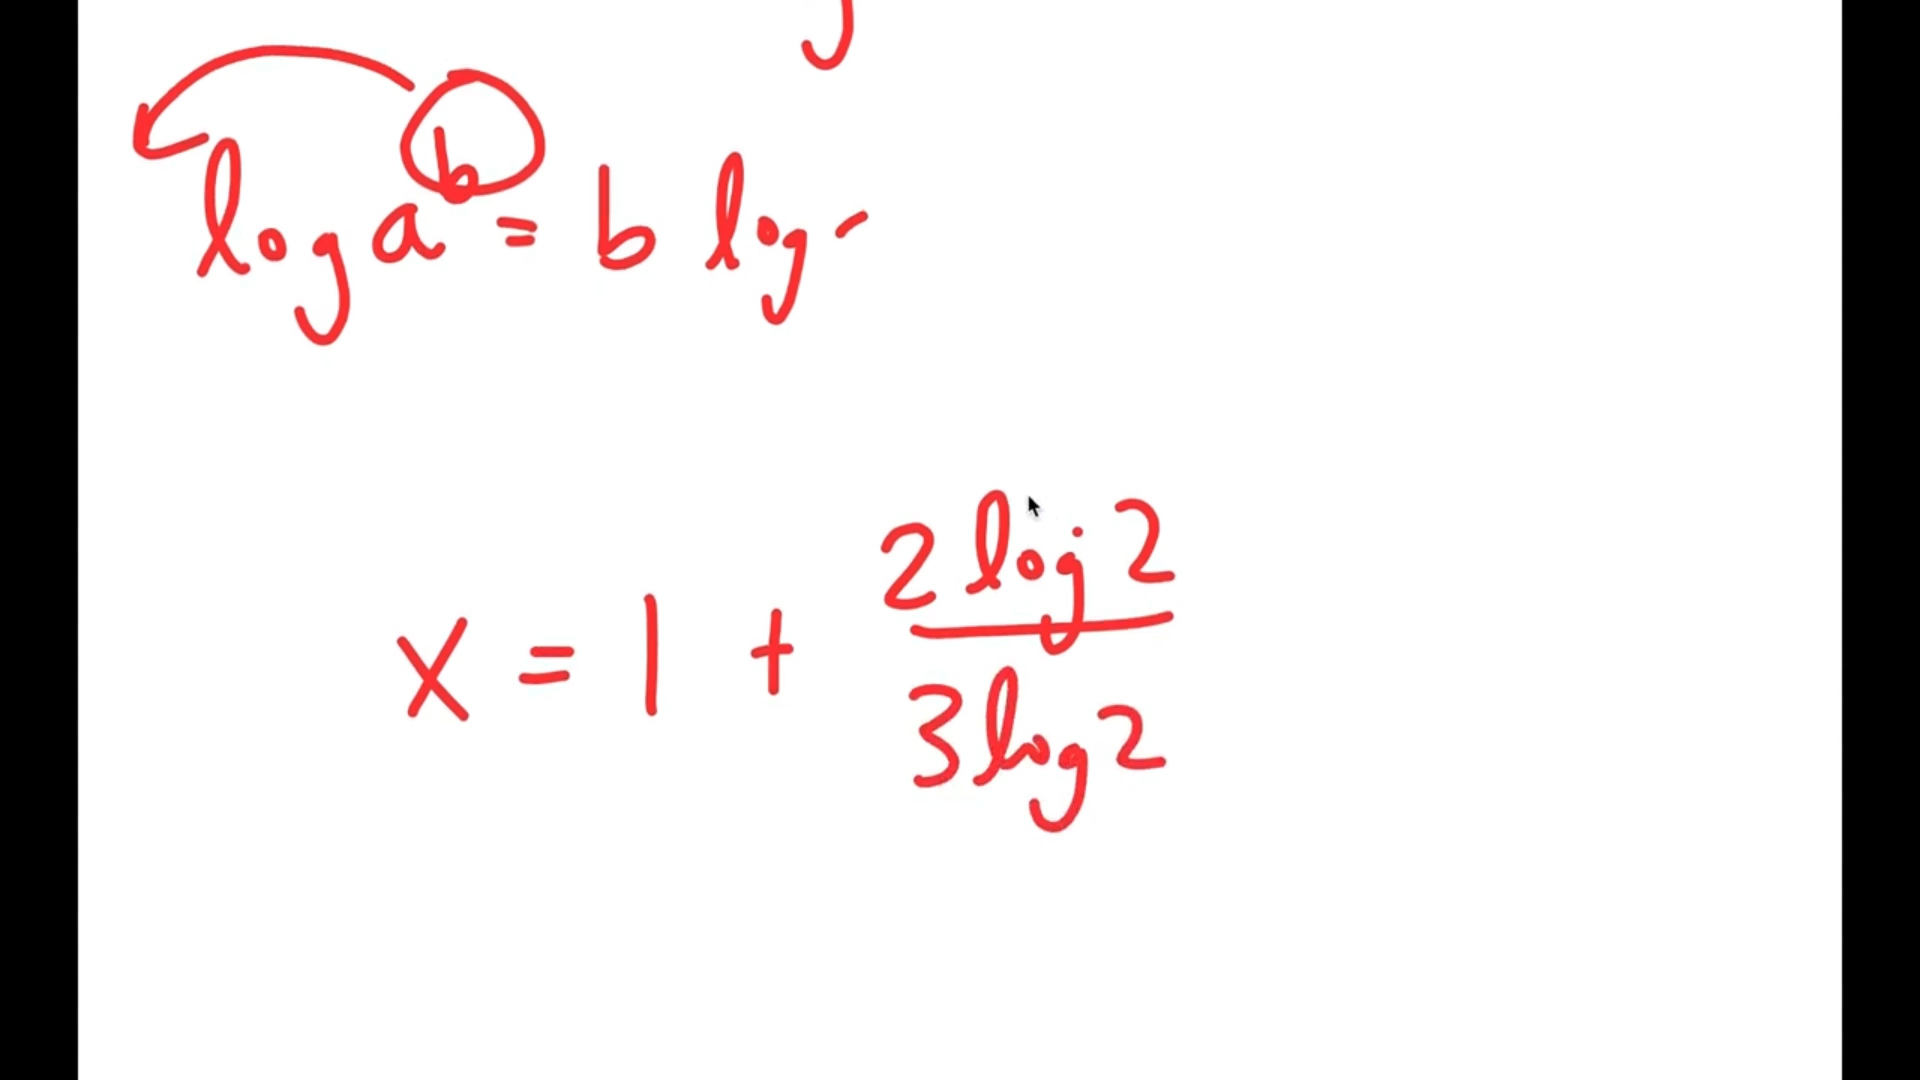 log a^b = b log
x = 1 + 2 log 2 / 3 log 2